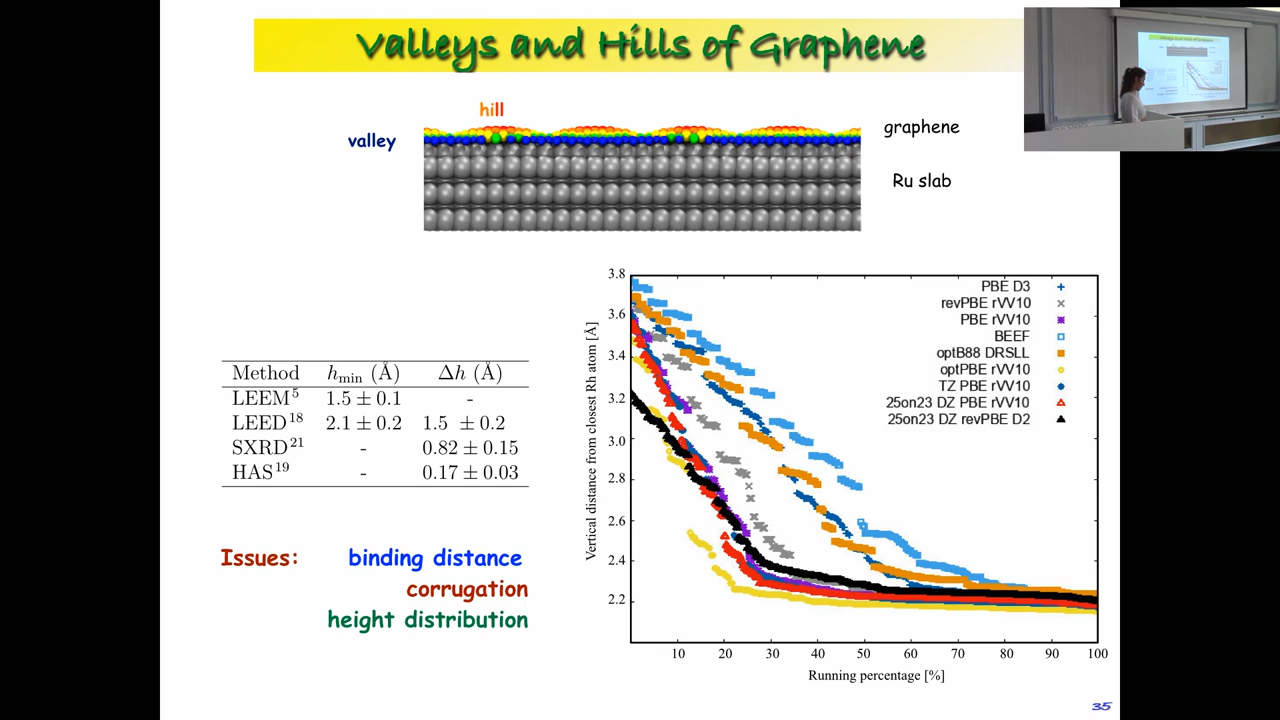 Valleys and Hills of Graphene
hill
valley
graphene
Ru slab
Method h_min (Å) Δh (Å)
LEEM⁵ 1.5 ± 0.1 -
LEED¹⁸ 2.1 ± 0.2 1.5 ± 0.2
SXRD²¹ - 0.82 ± 0.15
HAS¹⁹ - 0.17 ± 0.03
Issues: binding distance
corrugation
height distribution
Vertical distance from closest Rh atom [Å]
3.8
3.6
3.4
3.2
3.0
2.8
2.6
2.4
2.2
PBE D3
revPBE rVV10
PBE rVV10
BEEF
optB88 DRSLL
optPBE rVV10
TZ PBE rVV10
25on23 DZ PBE rVV10
25on23 DZ revPBE D2
10 20 30 40 50 60 70 80 90 100
Running percentage [%]
35